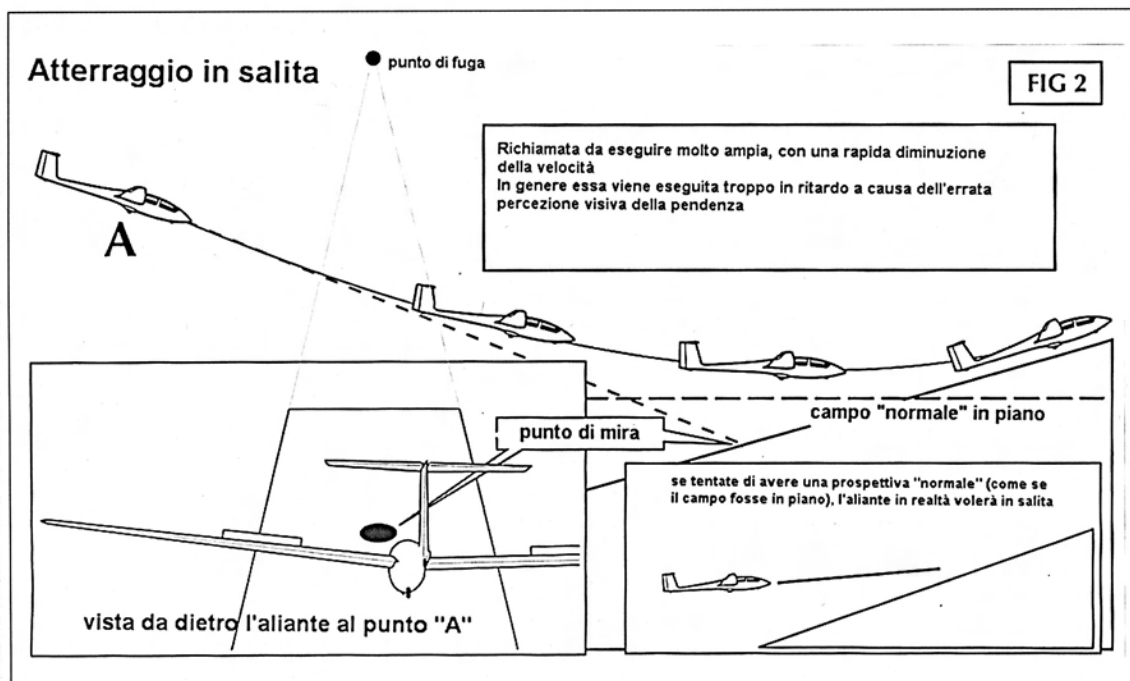 Atterraggio in salita
punto di fuga
FIG 2
Richiamata da eseguire molto ampia, con una rapida diminuzione
della velocità
In genere essa viene eseguita troppo in ritardo a causa dell'errata
percezione visiva della pendenza
A
campo "normale" in piano
punto di mira
se tentate di avere una prospettiva "normale" (come se
il campo fosse in piano), l'aliante in realtà volerà in salita
vista da dietro l'aliante al punto "A"